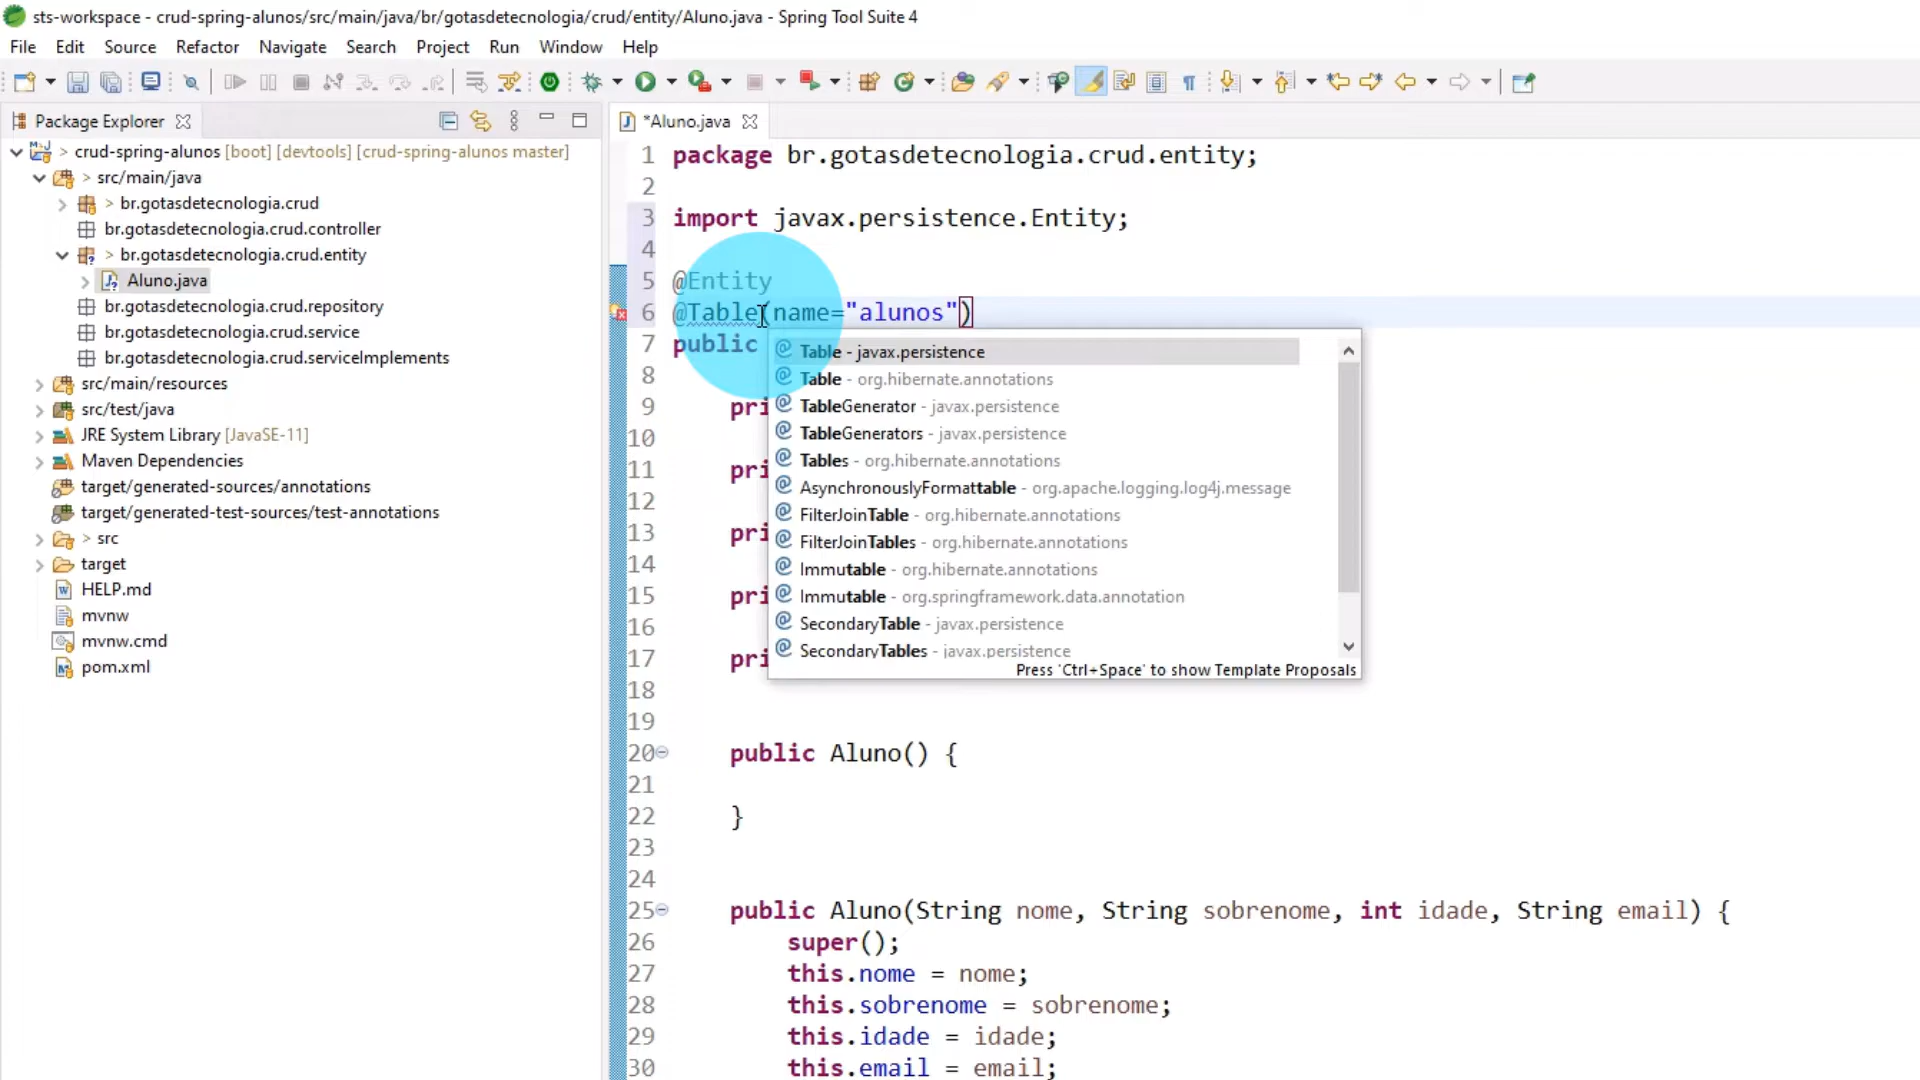 sts-workspace - crud-spring-alunos/src/main/java/br/gotasdetecnologia/crud/entity/Aluno.java - Spring Tool Suite 4
File Edit Source Refactor Navigate Search Project Run Window Help
Package Explorer
> crud-spring-alunos [boot] [devtools] [crud-spring-alunos master]
> src/main/java
> br.gotasdetecnologia.crud
br.gotasdetecnologia.crud.controller
> br.gotasdetecnologia.crud.entity
Aluno.java
br.gotasdetecnologia.crud.repository
br.gotasdetecnologia.crud.service
br.gotasdetecnologia.crud.serviceImplements
src/main/resources
src/test/java
JRE System Library [JavaSE-11]
Maven Dependencies
target/generated-sources/annotations
target/generated-test-sources/test-annotations
> src
target
HELP.md
mvnw
mvnw.cmd
pom.xml
*Aluno.java
1 package br.gotasdetecnologia.crud.entity;
2
3 import javax.persistence.Entity;
4
5 @Entity
6 @Table(name="alunos")
7 public
8
9 pri
10
11 pri
12
13 pri
14
15 pri
16
17 pri
18
19
20 public Aluno() {
21
22 }
23
24
25 public Aluno(String nome, String sobrenome, int idade, String email) {
26 super();
27 this.nome = nome;
28 this.sobrenome = sobrenome;
29 this.idade = idade;
30 this.email = email;
Table - javax.persistence
Table - org.hibernate.annotations
TableGenerator - javax.persistence
TableGenerators - javax.persistence
Tables - org.hibernate.annotations
AsynchronouslyFormattable - org.apache.logging.log4j.message
FilterJoinTable - org.hibernate.annotations
FilterJoinTables - org.hibernate.annotations
Immutable - org.hibernate.annotations
Immutable - org.springframework.data.annotation
SecondaryTable - javax.persistence
SecondaryTables - javax.persistence
Press 'Ctrl+Space' to show Template Proposals